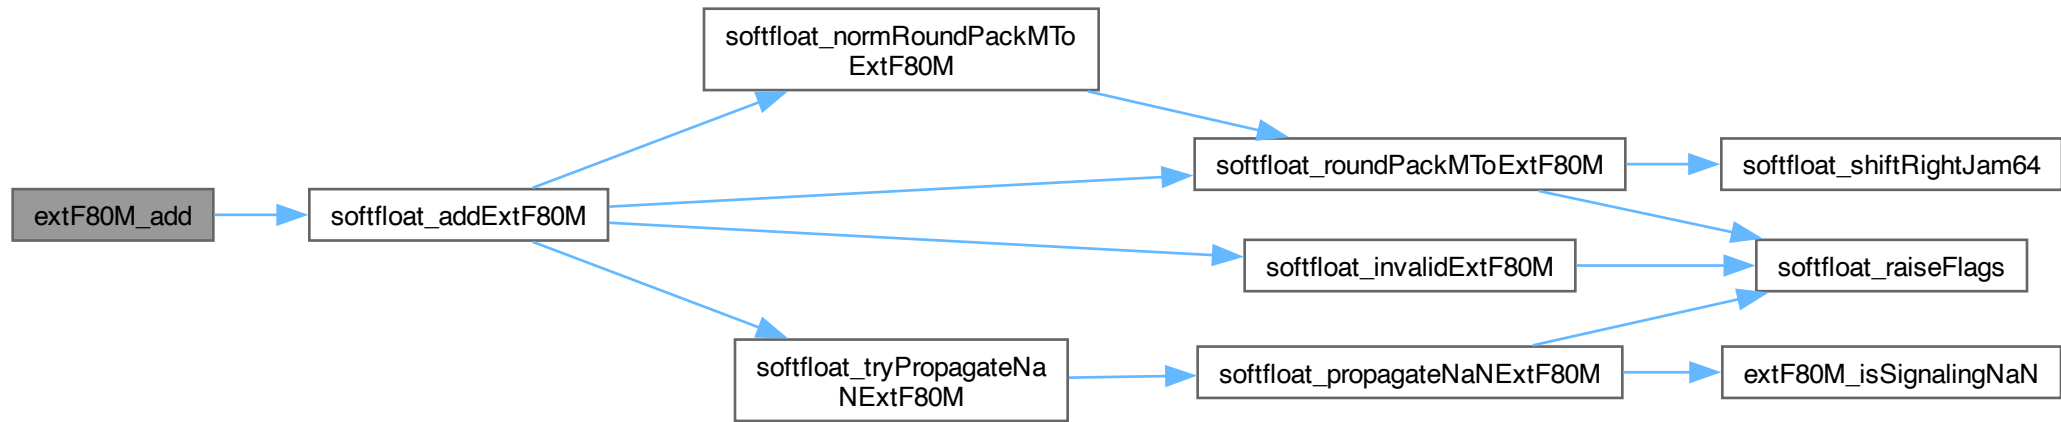 extF80M_add
softfloat_addExtF80M
softfloat_normRoundPackMTo
ExtF80M
softfloat_roundPackMToExtF80M
softfloat_shiftRightJam64
softfloat_invalidExtF80M
softfloat_raiseFlags
softfloat_tryPropagateNa
NExtF80M
softfloat_propagateNaNExtF80M
extF80M_isSignalingNaN